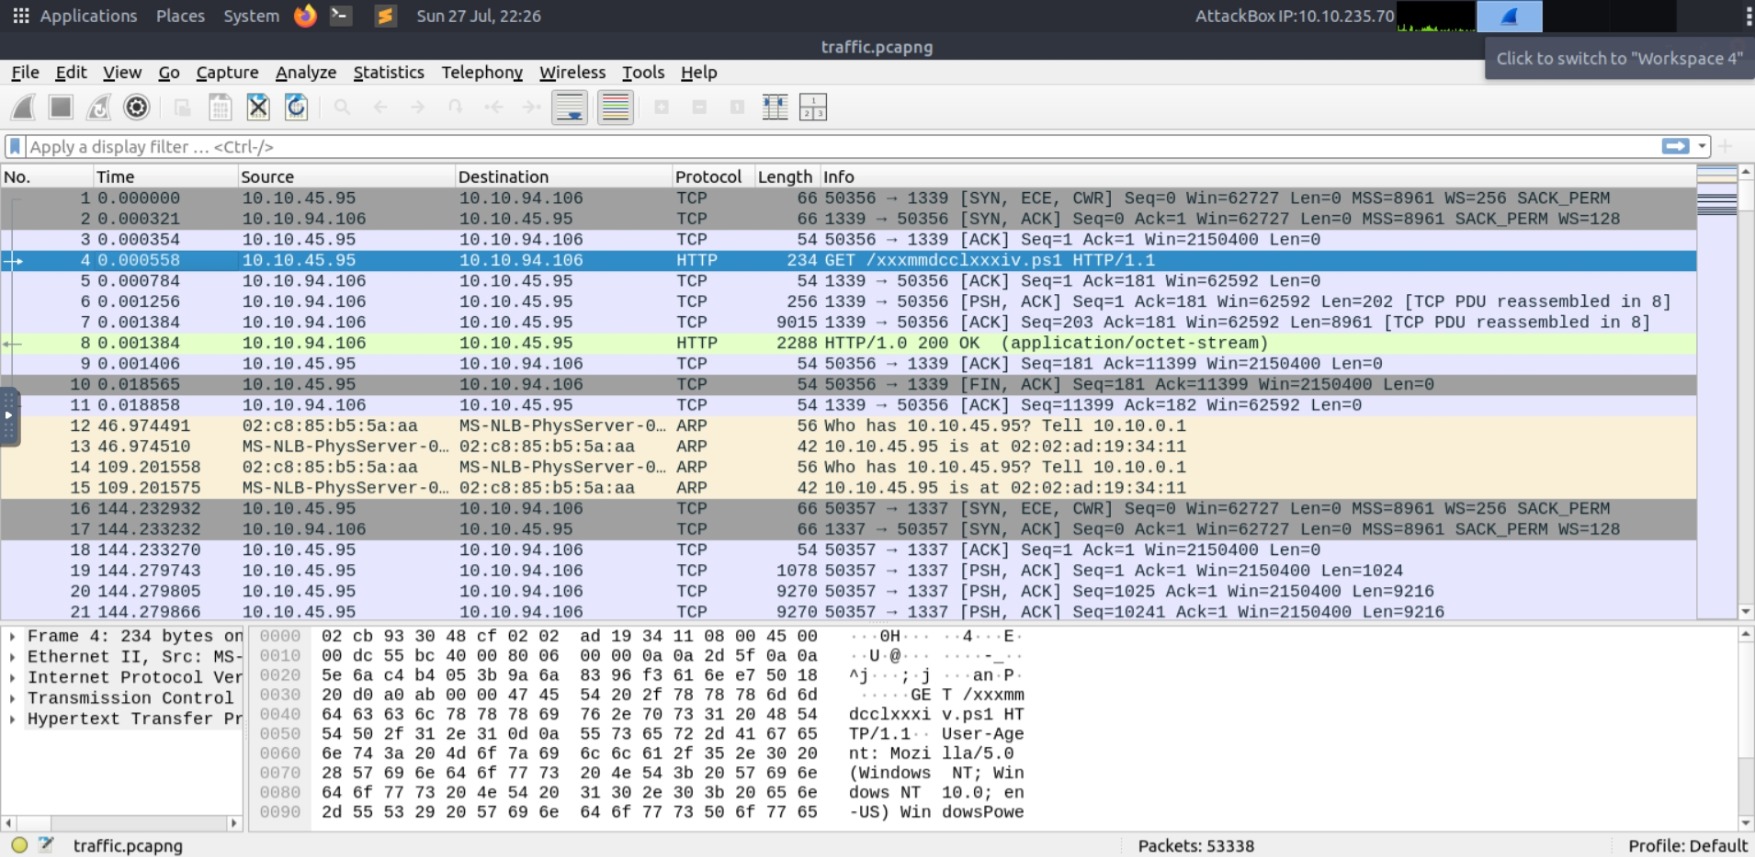 Applications Places System Sun 27 Jul, 22:26 AttackBox IP:10.10.235.70
traffic.pcapng
Click to switch to "Workspace 4"
File Edit View Go Capture Analyze Statistics Telephony Wireless Tools Help
Apply a display filter … <Ctrl-/>
No. Time Source Destination Protocol Length Info
1 0.000000 10.10.45.95 10.10.94.106 TCP 66 50356 → 1339 [SYN, ECE, CWR] Seq=0 Win=62727 Len=0 MSS=8961 WS=256 SACK_PERM
2 0.000321 10.10.94.106 10.10.45.95 TCP 66 1339 → 50356 [SYN, ACK] Seq=0 Ack=1 Win=62727 Len=0 MSS=8961 SACK_PERM WS=128
3 0.000354 10.10.45.95 10.10.94.106 TCP 54 50356 → 1339 [ACK] Seq=1 Ack=1 Win=2150400 Len=0
4 0.000558 10.10.45.95 10.10.94.106 HTTP 234 GET /xxxmmdcclxxxiv.ps1 HTTP/1.1
5 0.000784 10.10.94.106 10.10.45.95 TCP 54 1339 → 50356 [ACK] Seq=1 Ack=181 Win=62592 Len=0
6 0.001256 10.10.94.106 10.10.45.95 TCP 256 1339 → 50356 [PSH, ACK] Seq=1 Ack=181 Win=62592 Len=202 [TCP PDU reassembled in 8]
7 0.001384 10.10.94.106 10.10.45.95 TCP 9015 1339 → 50356 [ACK] Seq=203 Ack=181 Win=62592 Len=8961 [TCP PDU reassembled in 8]
8 0.001384 10.10.94.106 10.10.45.95 HTTP 2288 HTTP/1.0 200 OK (application/octet-stream)
9 0.001406 10.10.45.95 10.10.94.106 TCP 54 50356 → 1339 [ACK] Seq=181 Ack=11399 Win=2150400 Len=0
10 0.018565 10.10.45.95 10.10.94.106 TCP 54 50356 → 1339 [FIN, ACK] Seq=181 Ack=11399 Win=2150400 Len=0
11 0.018858 10.10.94.106 10.10.45.95 TCP 54 1339 → 50356 [ACK] Seq=11399 Ack=182 Win=62592 Len=0
12 46.974491 02:c8:85:b5:5a:aa MS-NLB-PhysServer-0… ARP 56 Who has 10.10.45.95? Tell 10.10.0.1
13 46.974510 MS-NLB-PhysServer-0… 02:c8:85:b5:5a:aa ARP 42 10.10.45.95 is at 02:02:ad:19:34:11
14 109.201558 02:c8:85:b5:5a:aa MS-NLB-PhysServer-0… ARP 56 Who has 10.10.45.95? Tell 10.10.0.1
15 109.201575 MS-NLB-PhysServer-0… 02:c8:85:b5:5a:aa ARP 42 10.10.45.95 is at 02:02:ad:19:34:11
16 144.232932 10.10.45.95 10.10.94.106 TCP 66 50357 → 1337 [SYN, ECE, CWR] Seq=0 Win=62727 Len=0 MSS=8961 WS=256 SACK_PERM
17 144.233232 10.10.94.106 10.10.45.95 TCP 66 1337 → 50357 [SYN, ACK] Seq=0 Ack=1 Win=62727 Len=0 MSS=8961 SACK_PERM WS=128
18 144.233270 10.10.45.95 10.10.94.106 TCP 54 50357 → 1337 [ACK] Seq=1 Ack=1 Win=2150400 Len=0
19 144.279743 10.10.45.95 10.10.94.106 TCP 1078 50357 → 1337 [PSH, ACK] Seq=1 Ack=1 Win=2150400 Len=1024
20 144.279805 10.10.45.95 10.10.94.106 TCP 9270 50357 → 1337 [PSH, ACK] Seq=1025 Ack=1 Win=2150400 Len=9216
21 144.279866 10.10.45.95 10.10.94.106 TCP 9270 50357 → 1337 [PSH, ACK] Seq=10241 Ack=1 Win=2150400 Len=9216
Frame 4: 234 bytes on
Ethernet II, Src: MS-
Internet Protocol Ver
Transmission Control
Hypertext Transfer Pr
0000 02 cb 93 30 48 cf 02 02 ad 19 34 11 08 00 45 00 ···0H··· ··4···E·
0010 00 dc 55 bc 40 00 80 06 00 00 0a 0a 2d 5f 0a 0a ··U·@··· ····-_··
0020 5e 6a c4 b4 05 3b 9a 6a 83 96 f3 61 6e e7 50 18 ^j···;·j ···an·P·
0030 20 d0 a0 ab 00 00 47 45 54 20 2f 78 78 78 6d 6d ·····GE T /xxxmm
0040 64 63 63 6c 78 78 78 69 76 2e 70 73 31 20 48 54 dcclxxxi v.ps1 HT
0050 54 50 2f 31 2e 31 0d 0a 55 73 65 72 2d 41 67 65 TP/1.1·· User-Age
0060 6e 74 3a 20 4d 6f 7a 69 6c 6c 61 2f 35 2e 30 20 nt: Mozi lla/5.0
0070 28 57 69 6e 64 6f 77 73 20 4e 54 3b 20 57 69 6e (Windows NT; Win
0080 64 6f 77 73 20 4e 54 20 31 30 2e 30 3b 20 65 6e dows NT 10.0; en
0090 2d 55 53 29 20 57 69 6e 64 6f 77 73 50 6f 77 65 -US) Win dowsPowe
traffic.pcapng Packets: 53338 Profile: Default